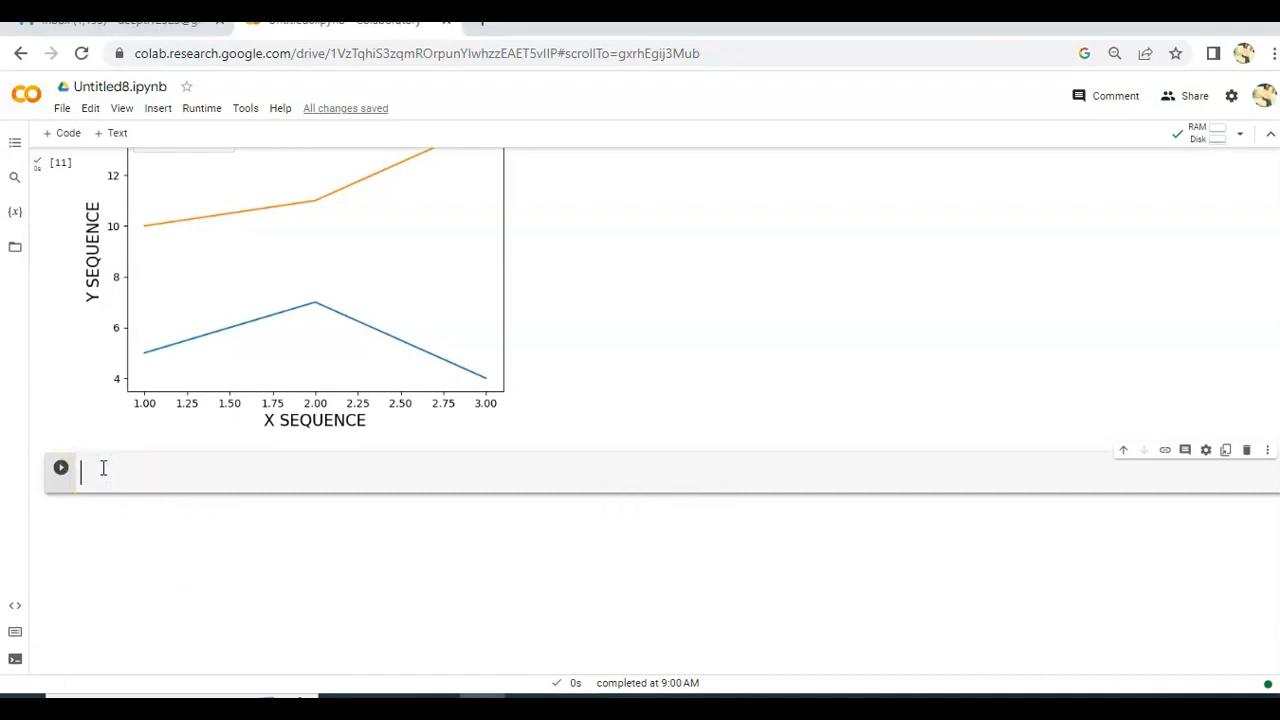 colab.research.google.com/drive/1VzTqhiS3zqmROrpunYlwhzzEAET5vIIP#scrollTo=gxrhEgij3Mub
Untitled8.ipynb
File Edit View Insert Runtime Tools Help All changes saved
Comment Share
+ Code + Text
RAM
Disk
[11]
0s
12
10
8
6
4
Y SEQUENCE
1.00 1.25 1.50 1.75 2.00 2.25 2.50 2.75 3.00
X SEQUENCE
{x}
0s completed at 9:00 AM